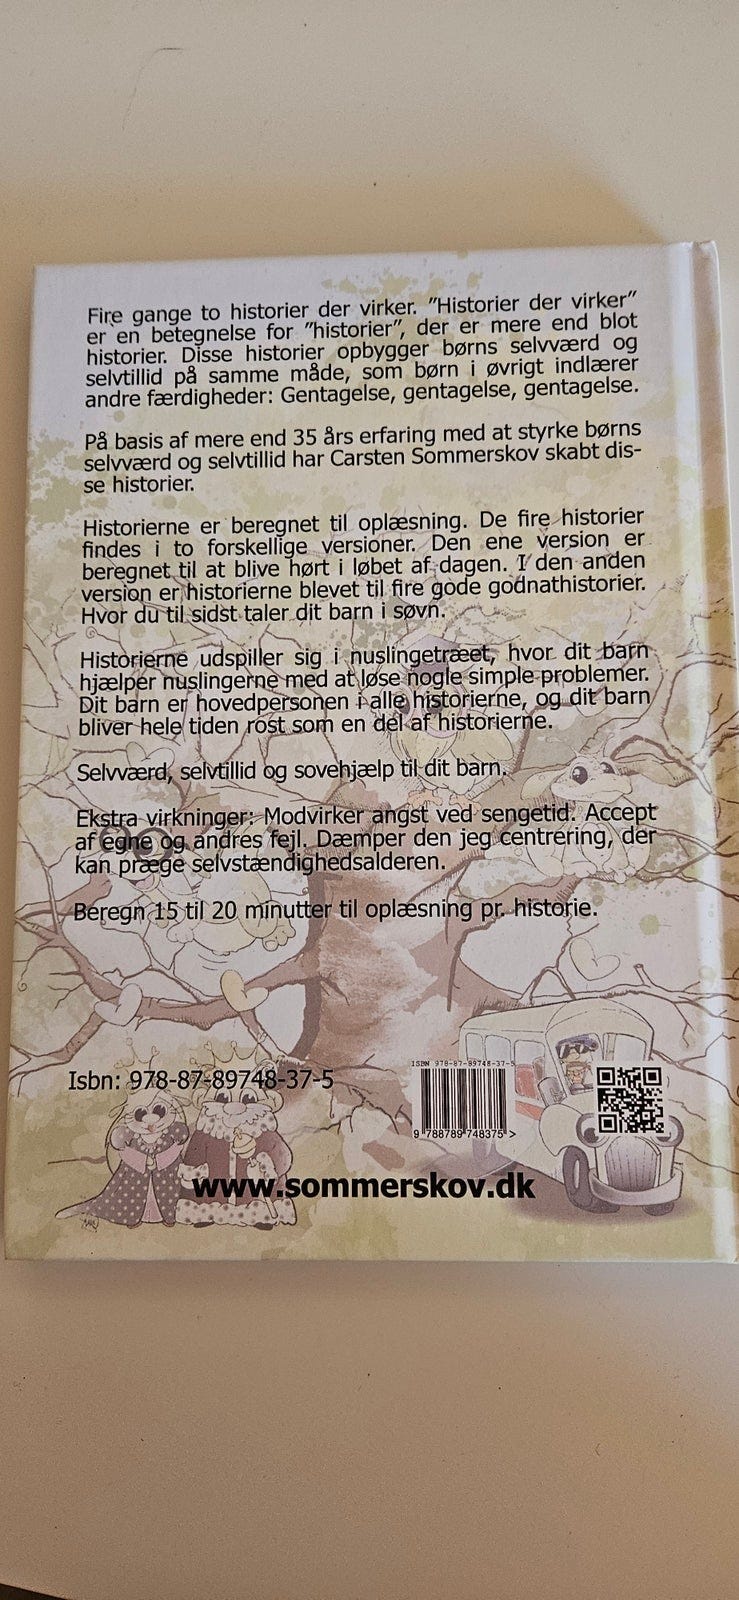 Fire gange to historier der virker. ”Historier der virker”
er en betegnelse for ”historier”, der er mere end blot
historier. Disse historier opbygger børns selvværd og
selvtillid på samme måde, som børn i øvrigt indlærer
andre færdigheder: Gentagelse, gentagelse, gentagelse.
På basis af mere end 35 års erfaring med at styrke børns
selvværd og selvtillid har Carsten Sommerskov skabt dis-
se historier.
Historierne er beregnet til oplæsning. De fire historier
findes i to forskellige versioner. Den ene version er
beregnet til at blive hørt i løbet af dagen. I den anden
version er historierne blevet til fire gode godnathistorier.
Hvor du til sidst taler dit barn i søvn.
Historierne udspiller sig i nuslingetræet, hvor dit barn
hjælper nuslingerne med at løse nogle simple problemer.
Dit barn er hovedpersonen i alle historierne, og dit barn
bliver hele tiden rost som en del af historierne.
Selvværd, selvtillid og sovehjælp til dit barn.
Ekstra virkninger: Modvirker angst ved sengetid. Accept
af egne og andres fejl. Dæmper den jeg centrering, der
kan præge selvstændighedsalderen.
Beregn 15 til 20 minutter til oplæsning pr. historie.
Isbn: 978-87-89748-37-5
ISBN 978-87-89748-37-5
9 788789 748375 >
www.sommerskov.dk